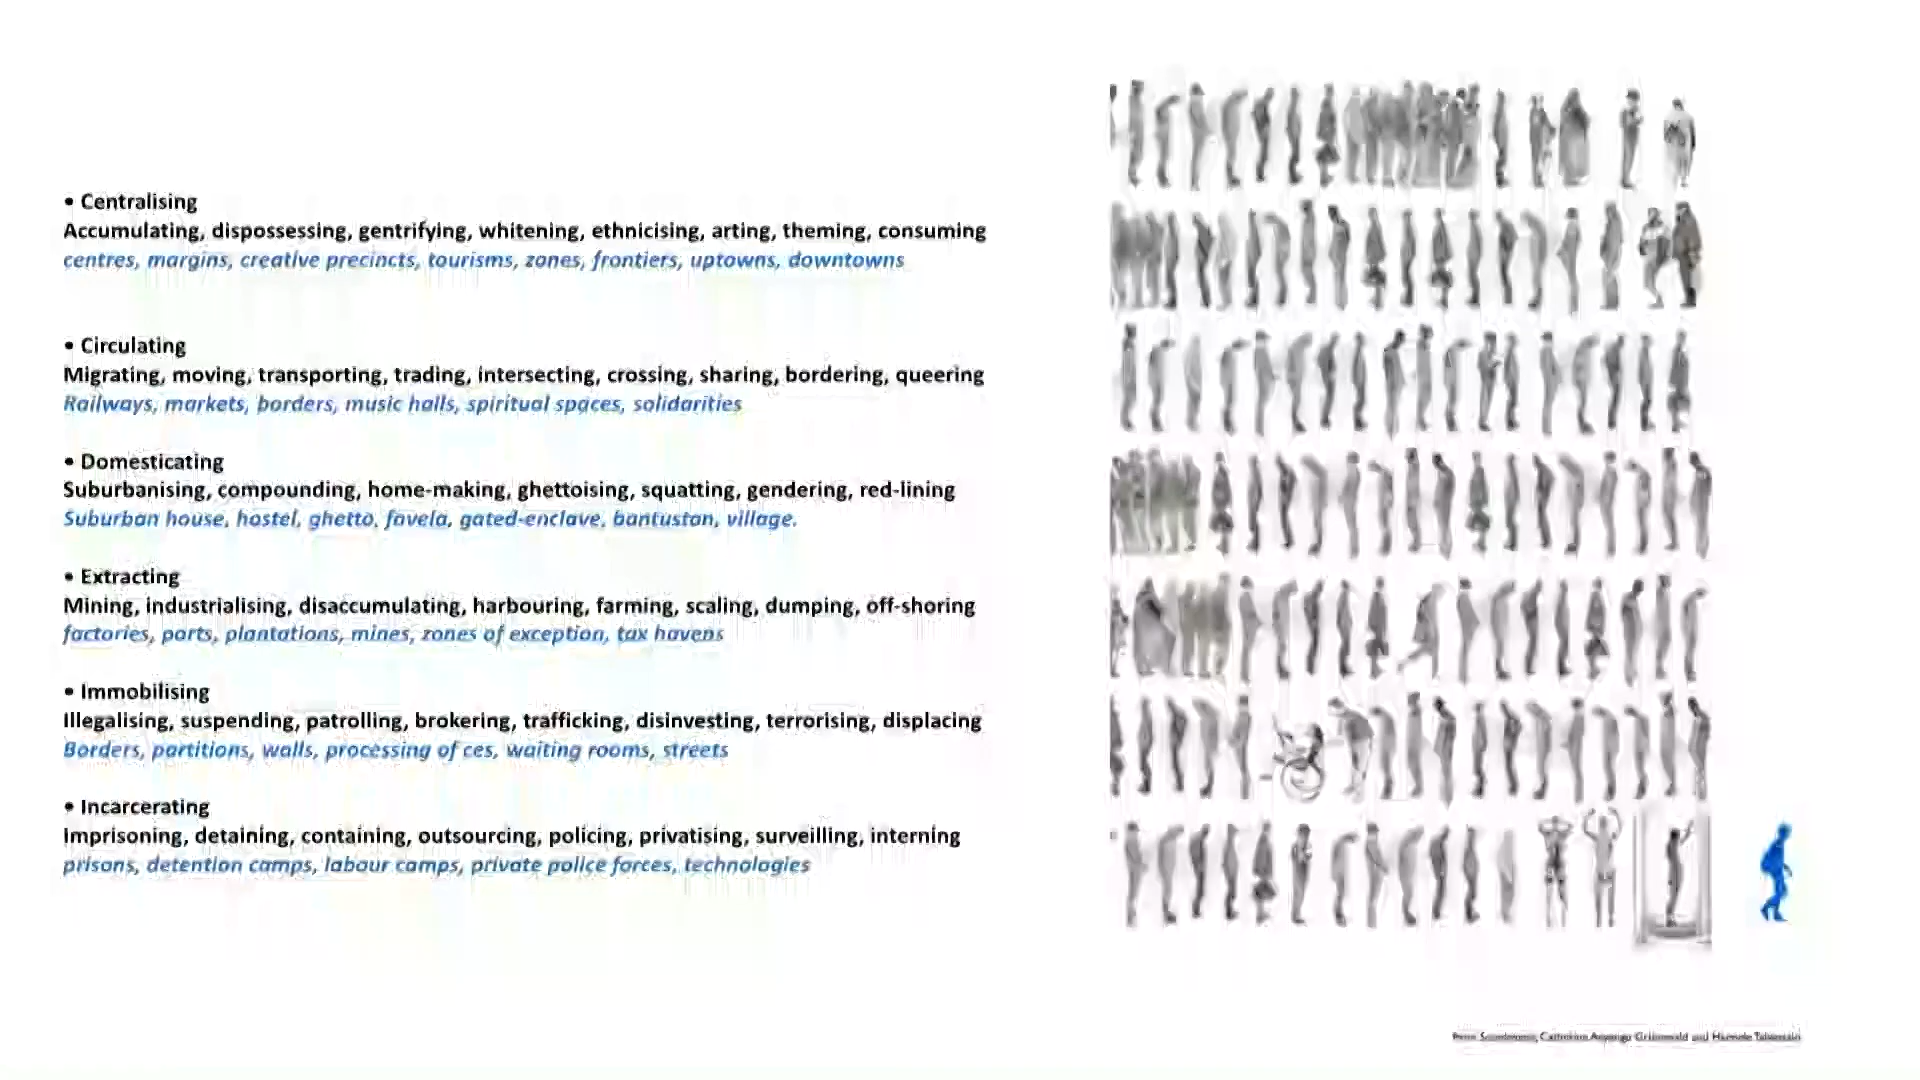 • Centralising
Accumulating, dispossessing, gentrifying, whitening, ethnicising, arting, theming, consuming
centres, margins, creative precincts, tourisms, zones, frontiers, uptowns, downtowns
• Circulating
Migrating, moving, transporting, trading, intersecting, crossing, sharing, bordering, queering
Railways, markets, borders, music halls, spiritual spaces, solidarities
• Domesticating
Suburbanising, compounding, home-making, ghettoising, squatting, gendering, red-lining
Suburban house, hostel, ghetto, favela, gated-enclave, bantustan, village.
• Extracting
Mining, industrialising, disaccumulating, harbouring, farming, scaling, dumping, off-shoring
factories, ports, plantations, mines, zones of exception, tax havens
• Immobilising
Illegalising, suspending, patrolling, brokering, trafficking, disinvesting, terrorising, displacing
Borders, partitions, walls, processing of ces, waiting rooms, streets
• Incarcerating
Imprisoning, detaining, containing, outsourcing, policing, privatising, surveilling, interning
prisons, detention camps, labour camps, private police forces, technologies
and